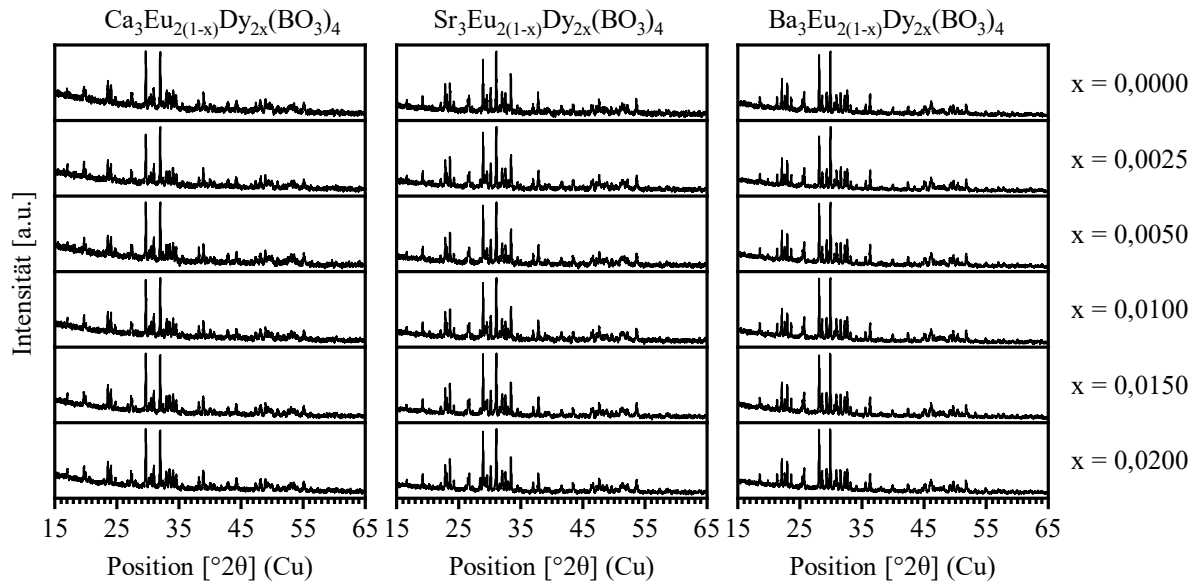 Ca₃Eu₂₍₁₋ₓ₎Dy₂ₓ(BO₃)₄ Sr₃Eu₂₍₁₋ₓ₎Dy₂ₓ(BO₃)₄ Ba₃Eu₂₍₁₋ₓ₎Dy₂ₓ(BO₃)₄
x = 0,0000
x = 0,0025
x = 0,0050
x = 0,0100
x = 0,0150
x = 0,0200
Intensität [a.u.]
15 25 35 45 55 65 15 25 35 45 55 65 15 25 35 45 55 65
Position [°2θ] (Cu) Position [°2θ] (Cu) Position [°2θ] (Cu)